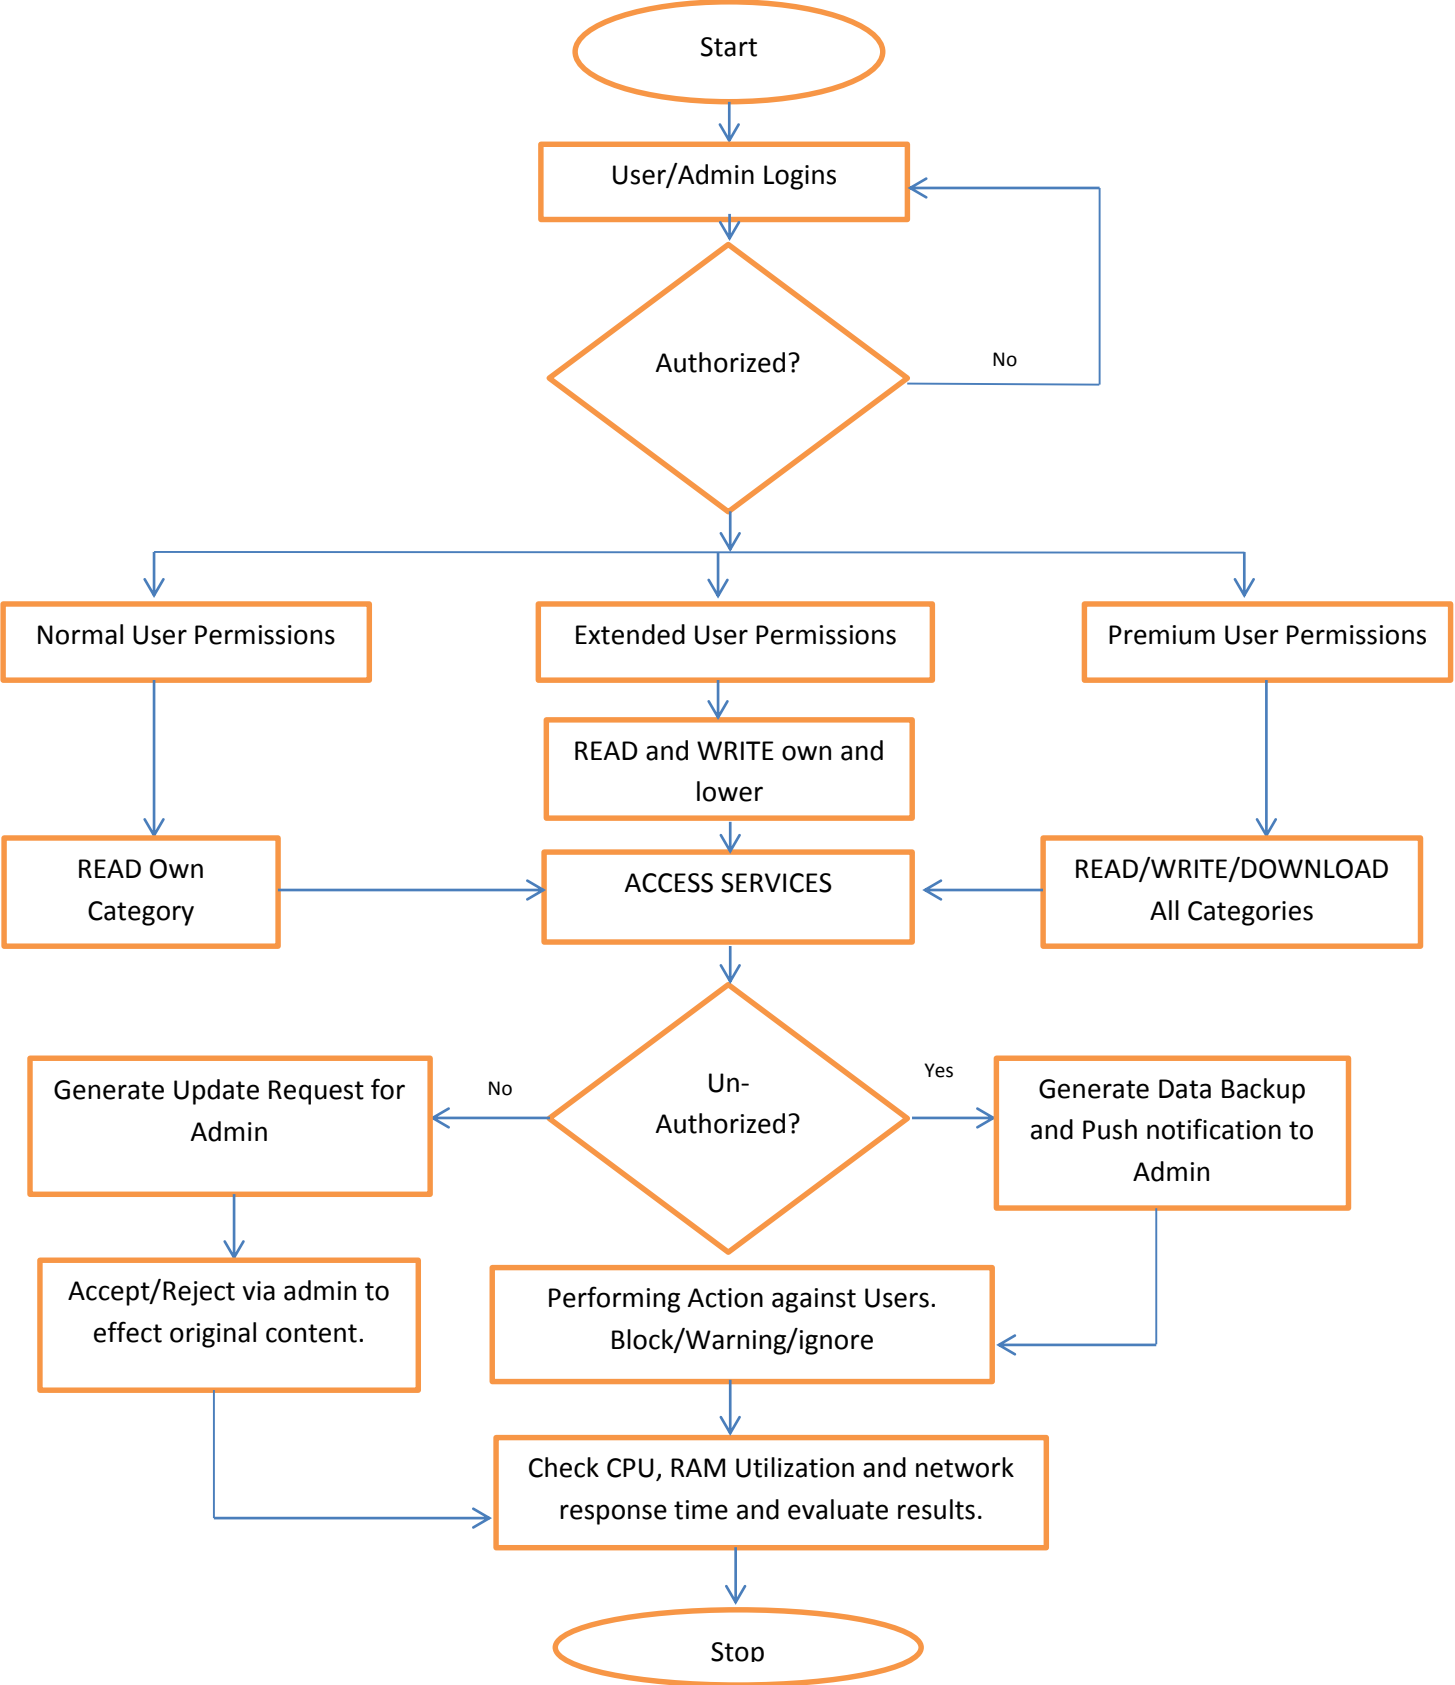 Start
User/Admin Logins
Authorized?
No
Normal User Permissions
Extended User Permissions
Premium User Permissions
READ and WRITE own and
lower
READ Own
Category
ACCESS SERVICES
READ/WRITE/DOWNLOAD
All Categories
Generate Update Request for
Admin
No
Un-
Authorized?
Yes
Generate Data Backup
and Push notification to
Admin
Accept/Reject via admin to
effect original content.
Performing Action against Users.
Block/Warning/ignore
Check CPU, RAM Utilization and network
response time and evaluate results.
Stop